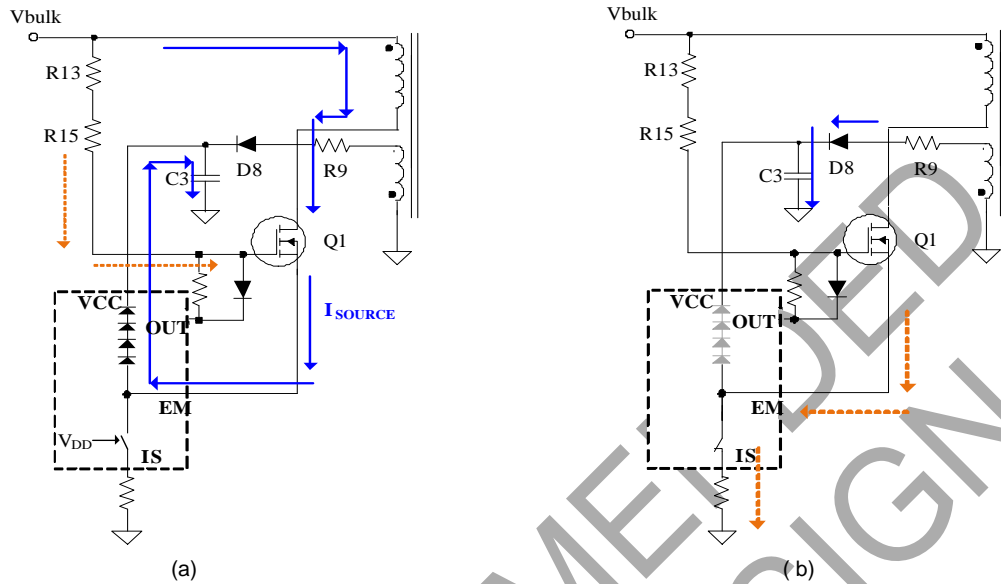 Vbulk
R13
R15
D8
R9
C3
Q1
VCC
I SOURCE
OUT
EM
VDD
IS
(a)
Vbulk
R13
R15
D8
R9
C3
Q1
VCC
OUT
EM
IS
( b)